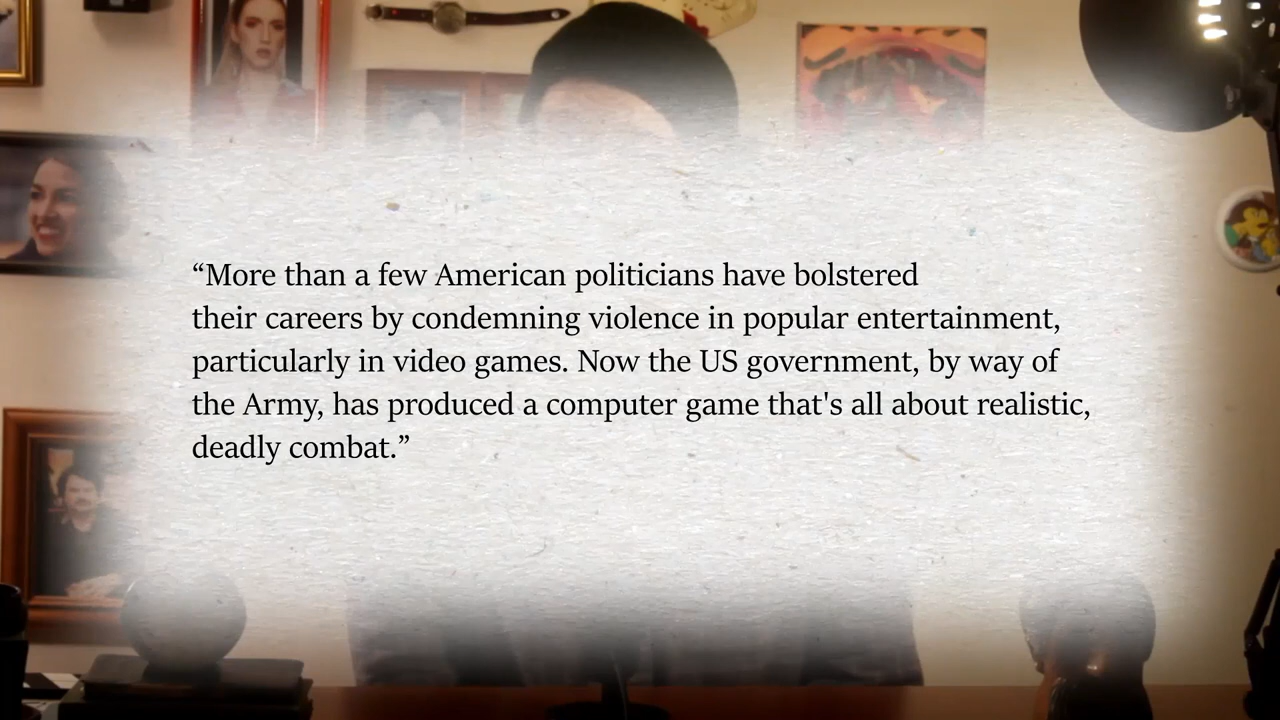 “More than a few American politicians have bolstered
their careers by condemning violence in popular entertainment,
particularly in video games. Now the US government, by way of
the Army, has produced a computer game that's all about realistic,
deadly combat.”